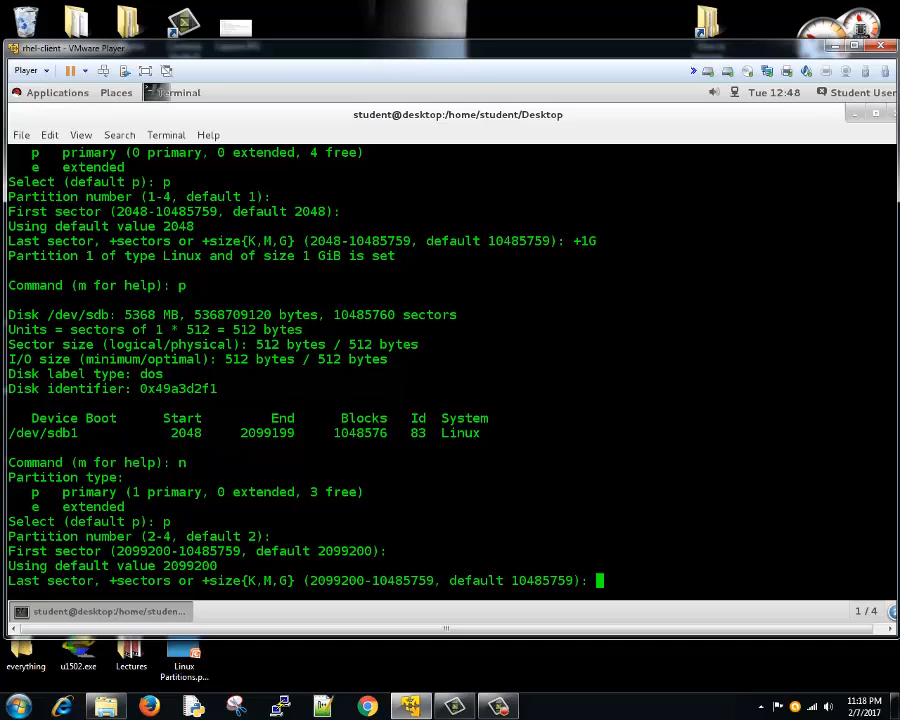 rhel-client - VMware Player
Player
Applications Places Terminal
Tue 12:48 Student User
student@desktop:/home/student/Desktop
File Edit View Search Terminal Help
p primary (0 primary, 0 extended, 4 free)
e extended
Select (default p): p
Partition number (1-4, default 1):
First sector (2048-10485759, default 2048):
Using default value 2048
Last sector, +sectors or +size{K,M,G} (2048-10485759, default 10485759): +1G
Partition 1 of type Linux and of size 1 GiB is set
Command (m for help): p
Disk /dev/sdb: 5368 MB, 5368709120 bytes, 10485760 sectors
Units = sectors of 1 * 512 = 512 bytes
Sector size (logical/physical): 512 bytes / 512 bytes
I/O size (minimum/optimal): 512 bytes / 512 bytes
Disk label type: dos
Disk identifier: 0x49a3d2f1
Device Boot Start End Blocks Id System
/dev/sdb1 2048 2099199 1048576 83 Linux
Command (m for help): n
Partition type:
p primary (1 primary, 0 extended, 3 free)
e extended
Select (default p): p
Partition number (2-4, default 2):
First sector (2099200-10485759, default 2099200):
Using default value 2099200
Last sector, +sectors or +size{K,M,G} (2099200-10485759, default 10485759):
student@desktop:/home/studen... 1 / 4
everything u1502.exe Lectures Linux
Partitions.p...
11:18 PM
2/7/2017